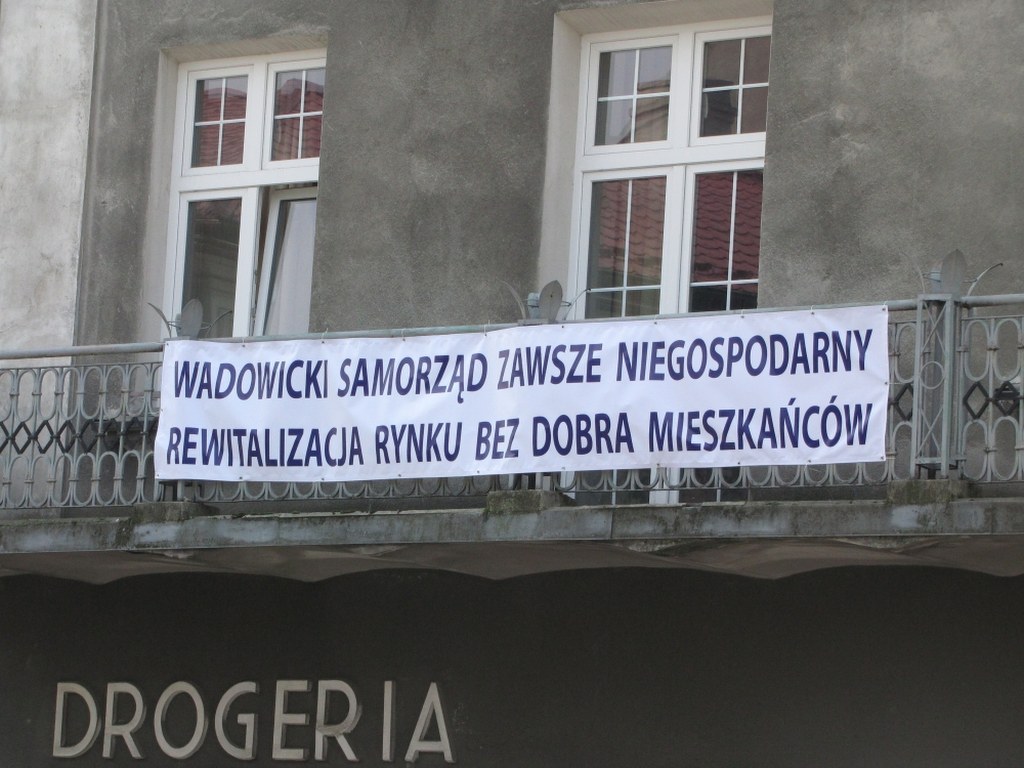 WADOWICKI SAMORZĄD ZAWSZE NIEGOSPODARNY
REWITALIZACJA RYNKU BEZ DOBRA MIESZKAŃCÓW
DROGERIA